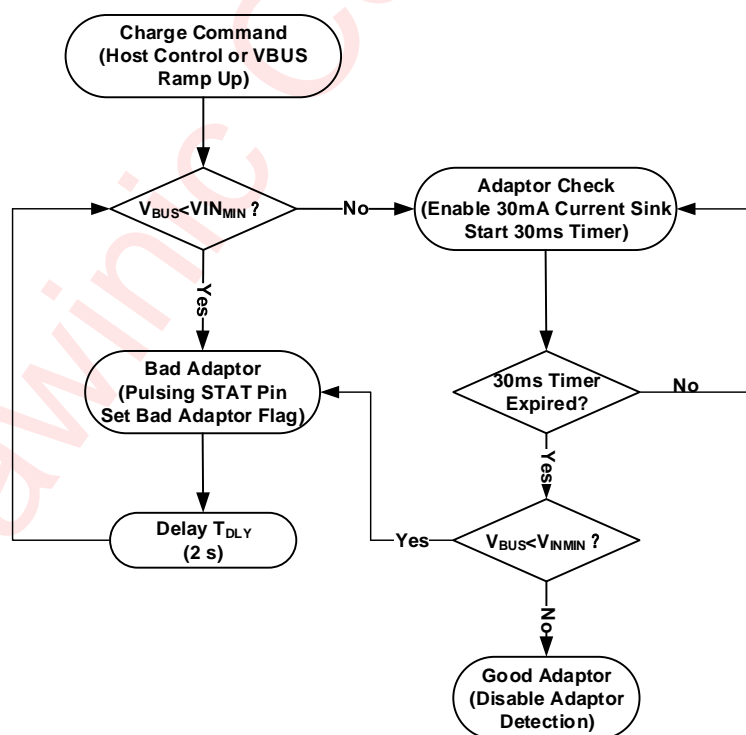 Charge Command
(Host Control or VBUS
Ramp Up)
VBUS<VINMIN ?
No
Adaptor Check
(Enable 30mA Current Sink
Start 30ms Timer)
Yes
Bad Adaptor
(Pulsing STAT Pin
Set Bad Adaptor Flag)
30ms Timer
Expired?
No
Yes
Delay TDLY
(2 s)
Yes
VBUS<VINMIN ?
No
Good Adaptor
(Disable Adaptor
Detection)
awinic Co